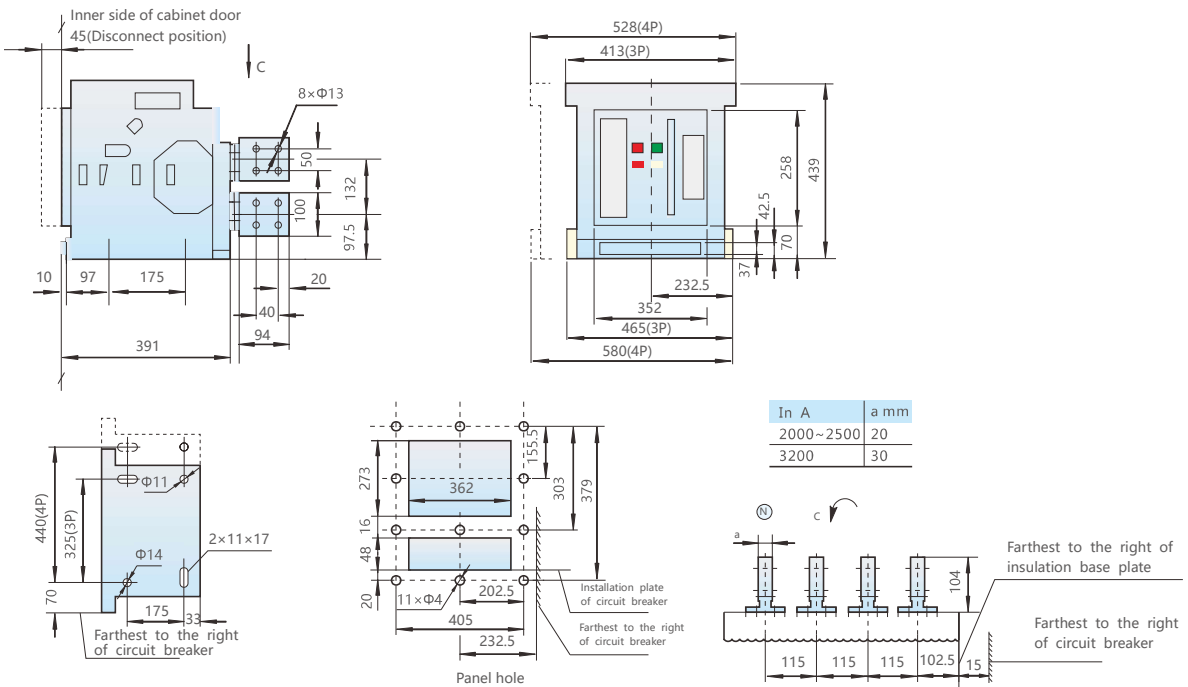 Inner side of cabinet door
45(Disconnect position)
C
8×Φ13
50
132
100
97.5
10
97
175
20
40
94
391
528(4P)
413(3P)
258
439
42.5
70
37
232.5
352
465(3P)
580(4P)
440(4P)
325(3P)
70
Φ11
2×11×17
Φ14
175
33
Farthest to the right
of circuit breaker
273
16
48
20
362
155.5
303
379
11×Φ4
202.5
405
232.5
Installation plate
of circuit breaker
Farthest to the right
of circuit breaker
Panel hole
In A a mm
2000~2500 20
3200 30
N
C
a
104
Farthest to the right of
insulation base plate
Farthest to the right
of circuit breaker
115
115
115
102.5
15